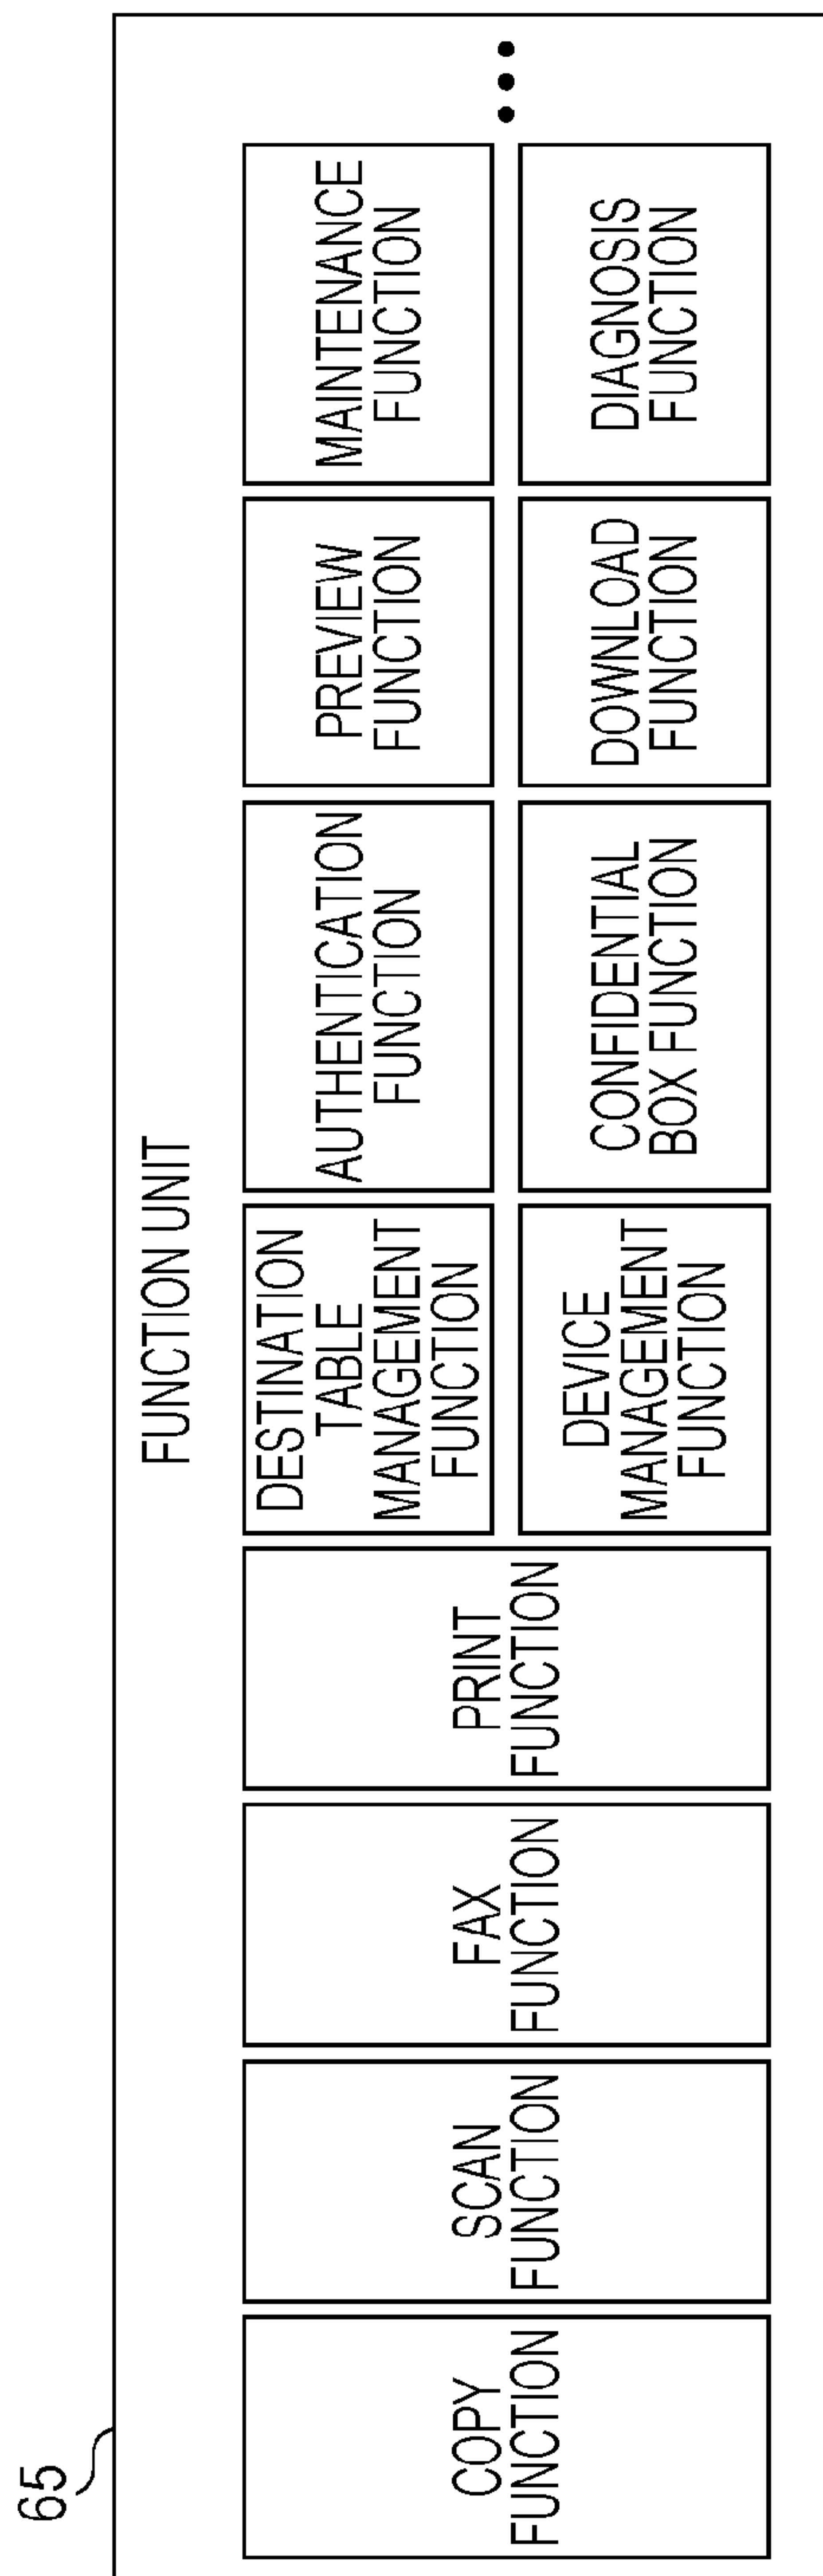 65
FUNCTION UNIT
COPY
FUNCTION
SCAN
FUNCTION
FAX
FUNCTION
PRINT
FUNCTION
DESTINATION
TABLE
MANAGEMENT
FUNCTION
AUTHENTICATION
FUNCTION
PREVIEW
FUNCTION
MAINTENANCE
FUNCTION
DEVICE
MANAGEMENT
FUNCTION
CONFIDENTIAL
BOX FUNCTION
DOWNLOAD
FUNCTION
DIAGNOSIS
FUNCTION